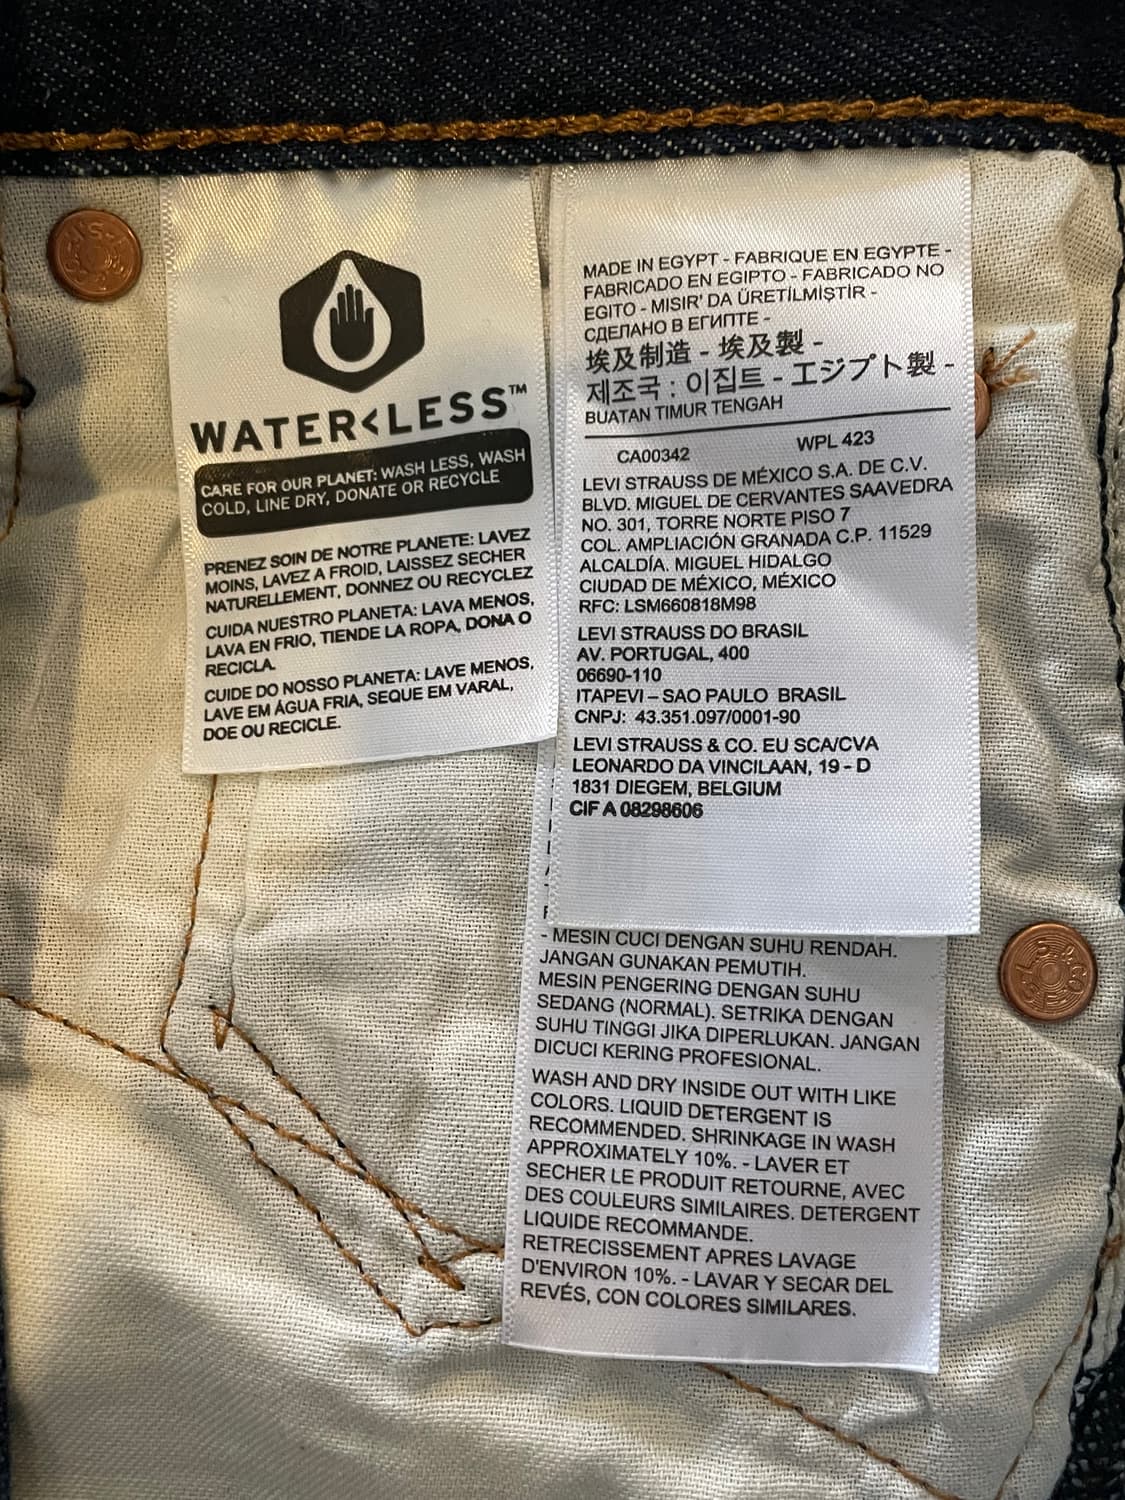 WATER<LESS™
CARE FOR OUR PLANET: WASH LESS, WASH
COLD, LINE DRY, DONATE OR RECYCLE
PRENEZ SOIN DE NOTRE PLANETE: LAVEZ
MOINS, LAVEZ A FROID, LAISSEZ SECHER
NATURELLEMENT, DONNEZ OU RECYCLEZ
CUIDA NUESTRO PLANETA: LAVA MENOS,
LAVA EN FRIO, TIENDE LA ROPA, DONA O
RECICLA.
CUIDE DO NOSSO PLANETA: LAVE MENOS,
LAVE EM ÁGUA FRIA, SEQUE EM VARAL,
DOE OU RECICLE.
MADE IN EGYPT - FABRIQUE EN EGYPTE -
FABRICADO EN EGIPTO - FABRICADO NO
EGITO - MISIR' DA ÜRETİLMİŞTİR -
СДЕЛАНО В ЕГИПТЕ -
埃及制造 - 埃及製 -
제조국 : 이집트 - エジプト製 -
BUATAN TIMUR TENGAH
CA00342 WPL 423
LEVI STRAUSS DE MÉXICO S.A. DE C.V.
BLVD. MIGUEL DE CERVANTES SAAVEDRA
NO. 301, TORRE NORTE PISO 7
COL. AMPLIACIÓN GRANADA C.P. 11529
ALCALDÍA. MIGUEL HIDALGO
CIUDAD DE MÉXICO, MÉXICO
RFC: LSM660818M98
LEVI STRAUSS DO BRASIL
AV. PORTUGAL, 400
06690-110
ITAPEVI – SAO PAULO BRASIL
CNPJ: 43.351.097/0001-90
LEVI STRAUSS & CO. EU SCA/CVA
LEONARDO DA VINCILAAN, 19 - D
1831 DIEGEM, BELGIUM
CIF A 08298606
- MESIN CUCI DENGAN SUHU RENDAH.
JANGAN GUNAKAN PEMUTIH.
MESIN PENGERING DENGAN SUHU
SEDANG (NORMAL). SETRIKA DENGAN
SUHU TINGGI JIKA DIPERLUKAN. JANGAN
DICUCI KERING PROFESIONAL.
WASH AND DRY INSIDE OUT WITH LIKE
COLORS. LIQUID DETERGENT IS
RECOMMENDED. SHRINKAGE IN WASH
APPROXIMATELY 10%. - LAVER ET
SECHER LE PRODUIT RETOURNE, AVEC
DES COULEURS SIMILAIRES. DETERGENT
LIQUIDE RECOMMANDE.
RETRECISSEMENT APRES LAVAGE
D'ENVIRON 10%. - LAVAR Y SECAR DEL
REVÉS, CON COLORES SIMILARES.